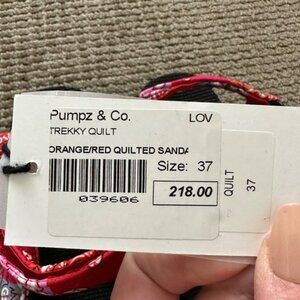 Pumpz & Co. LOV
TREKKY QUILT
ORANGE/RED QUILTED SANDA
Size: 37
218.00
039606
QUILT
37